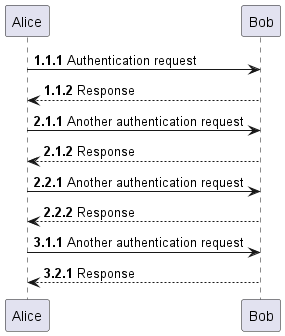 Alice Bob
1.1.1 Authentication request
1.1.2 Response
2.1.1 Another authentication request
2.1.2 Response
2.2.1 Another authentication request
2.2.2 Response
3.1.1 Another authentication request
3.2.1 Response
Alice Bob